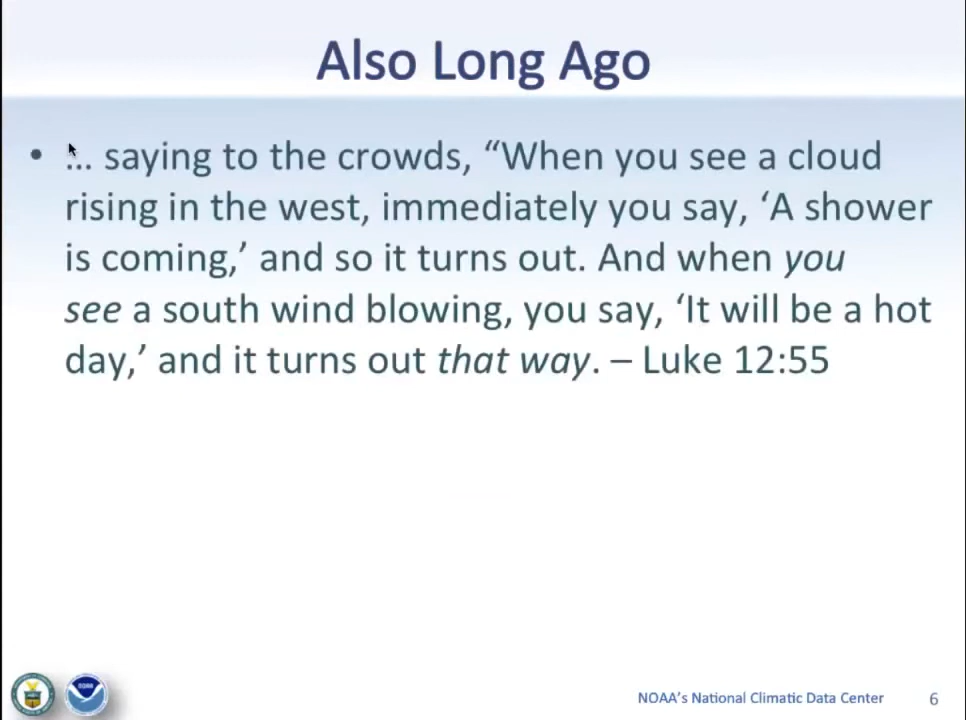 Also Long Ago
• … saying to the crowds, “When you see a cloud
rising in the west, immediately you say, ‘A shower
is coming,’ and so it turns out. And when you
see a south wind blowing, you say, ‘It will be a hot
day,’ and it turns out that way. – Luke 12:55
NOAA
NOAA’s National Climatic Data Center 6